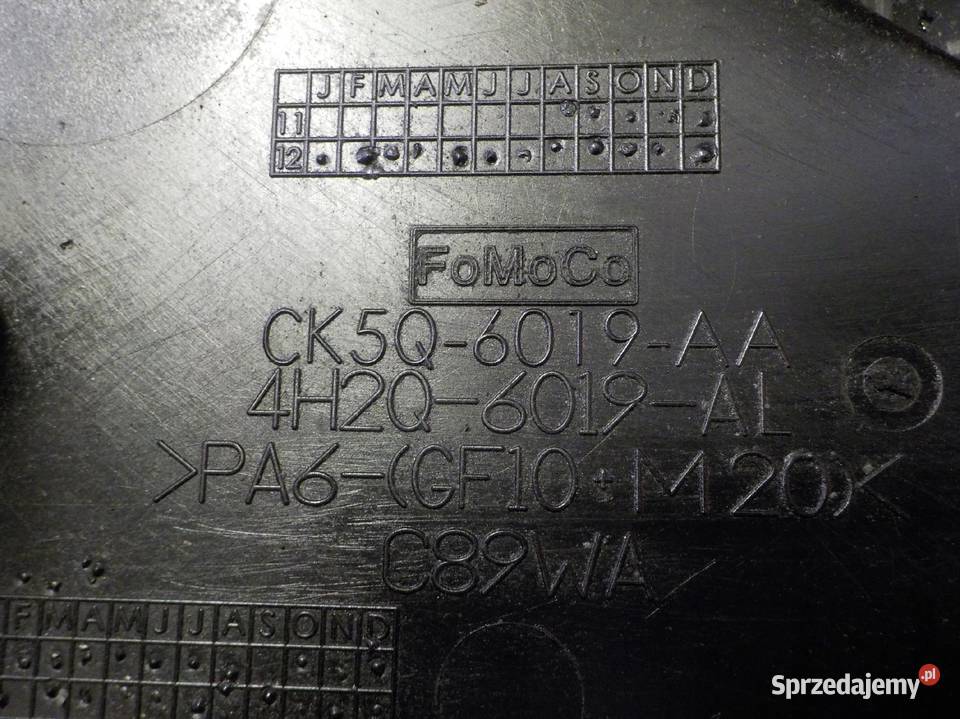 J F M A M J J A S O N D
11
12
FoMoCo
CK5Q-6019-AA
4H2Q-6019-AL
>PA6-(GF10+M20)<
C89WA
F M A M J J A S O N D
Sprzedajemy.pl